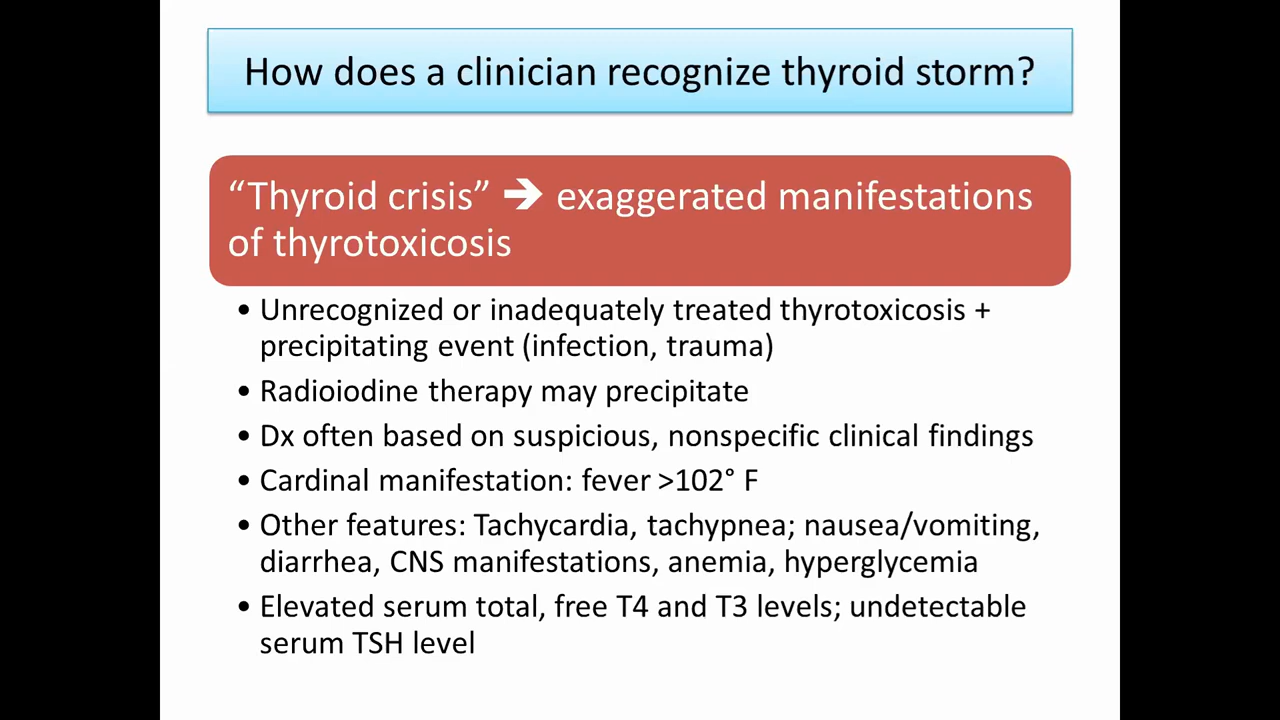 How does a clinician recognize thyroid storm?
“Thyroid crisis” ➔ exaggerated manifestations
of thyrotoxicosis
• Unrecognized or inadequately treated thyrotoxicosis +
precipitating event (infection, trauma)
• Radioiodine therapy may precipitate
• Dx often based on suspicious, nonspecific clinical findings
• Cardinal manifestation: fever >102° F
• Other features: Tachycardia, tachypnea; nausea/vomiting,
diarrhea, CNS manifestations, anemia, hyperglycemia
• Elevated serum total, free T4 and T3 levels; undetectable
serum TSH level